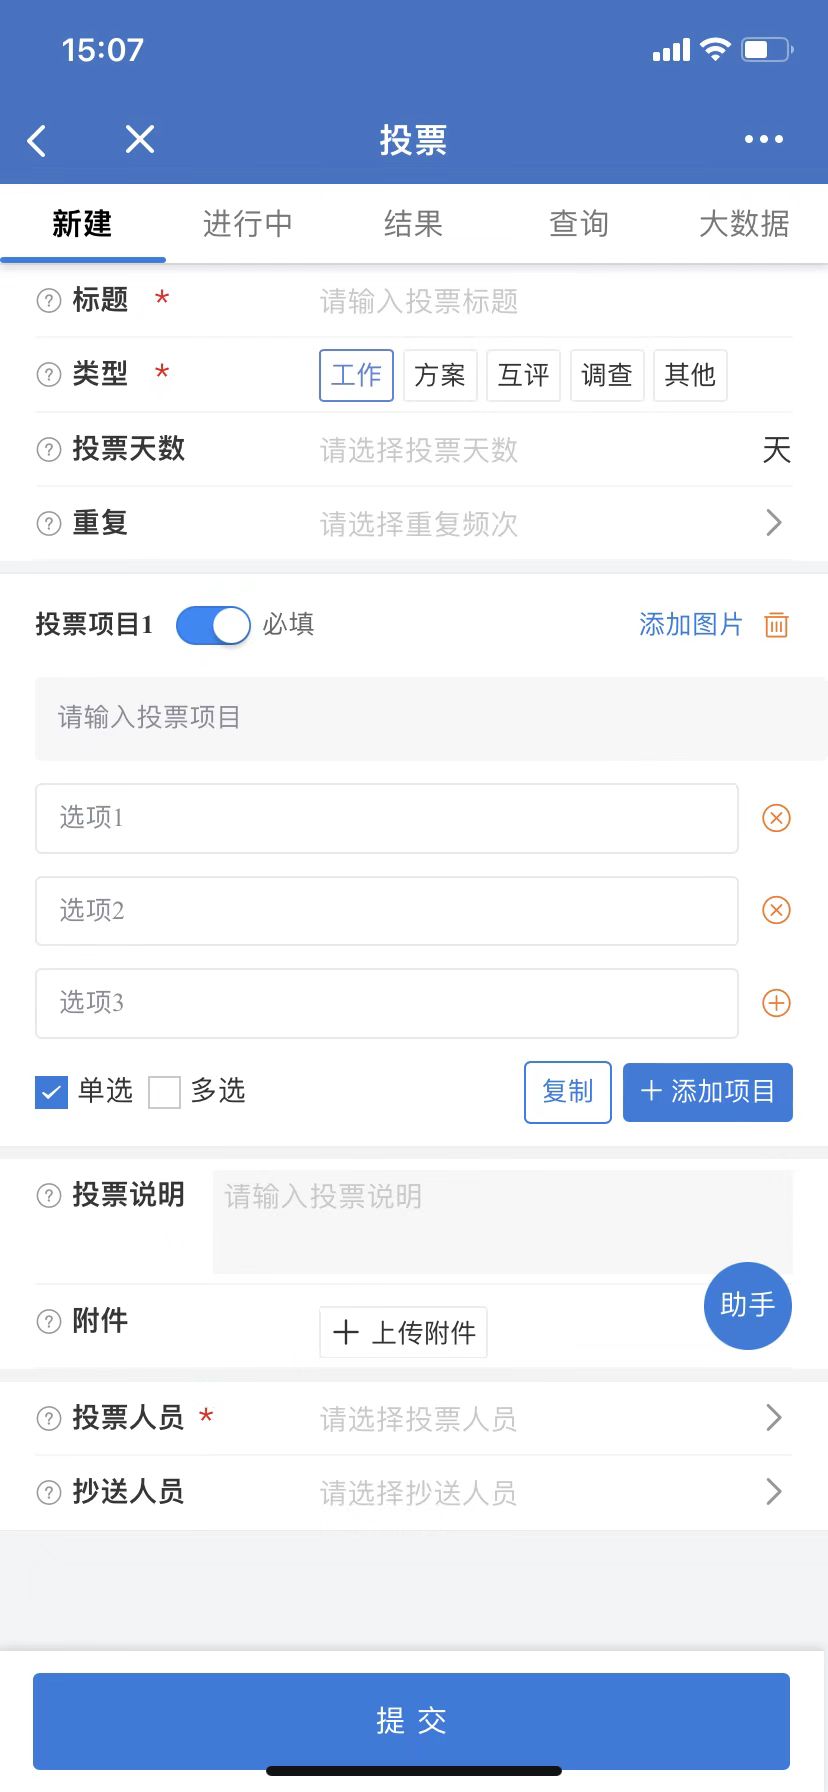 15:07
投票
新建 进行中 结果 查询 大数据
? 标题 * 请输入投票标题
? 类型 * 工作 方案 互评 调查 其他
? 投票天数 请选择投票天数 天
? 重复 请选择重复频次
投票项目1 必填 添加图片
请输入投票项目
选项1
选项2
选项3
单选 多选 复制 + 添加项目
? 投票说明 请输入投票说明
助手
? 附件 + 上传附件
? 投票人员 * 请选择投票人员
? 抄送人员 请选择抄送人员
提交